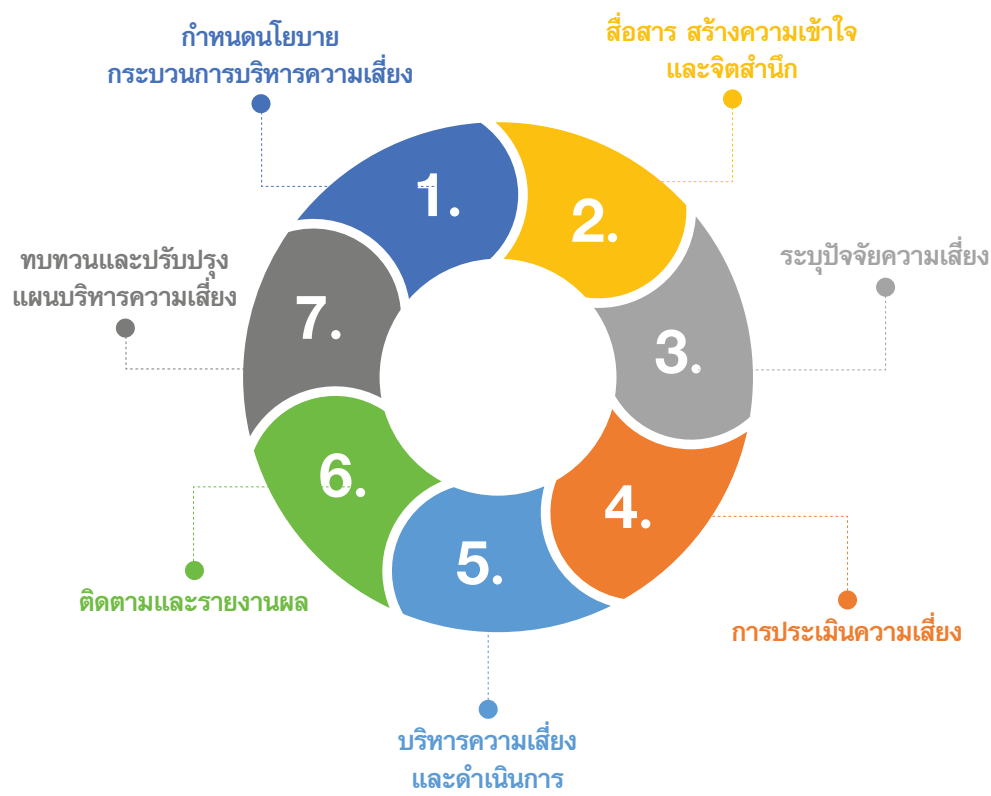 กำหนดนโยบาย
กระบวนการบริหารความเสี่ยง
1.
สื่อสาร สร้างความเข้าใจ
และจิตสำนึก
2.
ระบุปัจจัยความเสี่ยง
3.
การประเมินความเสี่ยง
4.
บริหารความเสี่ยง
และดำเนินการ
5.
ติดตามและรายงานผล
6.
ทบทวนและปรับปรุง
แผนบริหารความเสี่ยง
7.